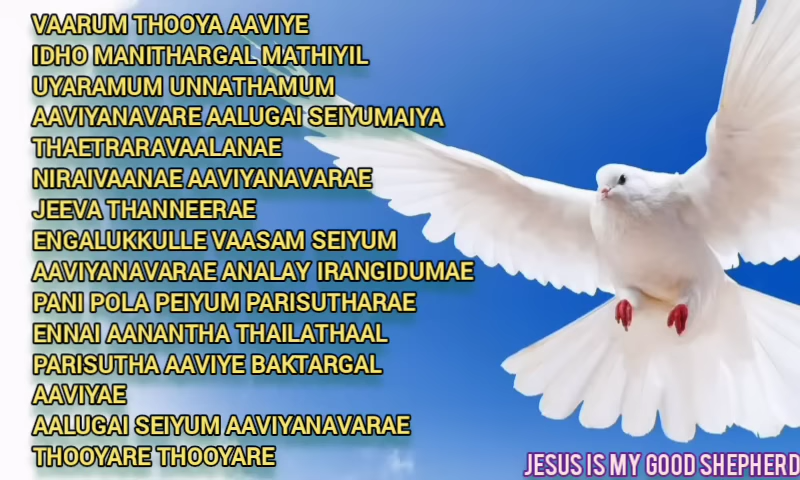 VAARUM THOOYA AAVIYE
IDHO MANITHARGAL MATHIYIL
UYARAMUM UNNATHAMUM
AAVIYANAVARE AALUGAI SEIYUMAIYA
THAETRARAVAALANAE
NIRAIVAANAE AAVIYANAVARAE
JEEVA THANNEERAE
ENGALUKKULLE VAASAM SEIYUM
AAVIYANAVARAE ANALAY IRANGIDUMAE
PANI POLA PEIYUM PARISUTHARAE
ENNAI AANANTHA THAILATHAAL
PARISUTHA AAVIYE BAKTARGAL
AAVIYAE
AALUGAI SEIYUM AAVIYANAVARAE
THOOYARE THOOYARE
JESUS IS MY GOOD SHEPHERD